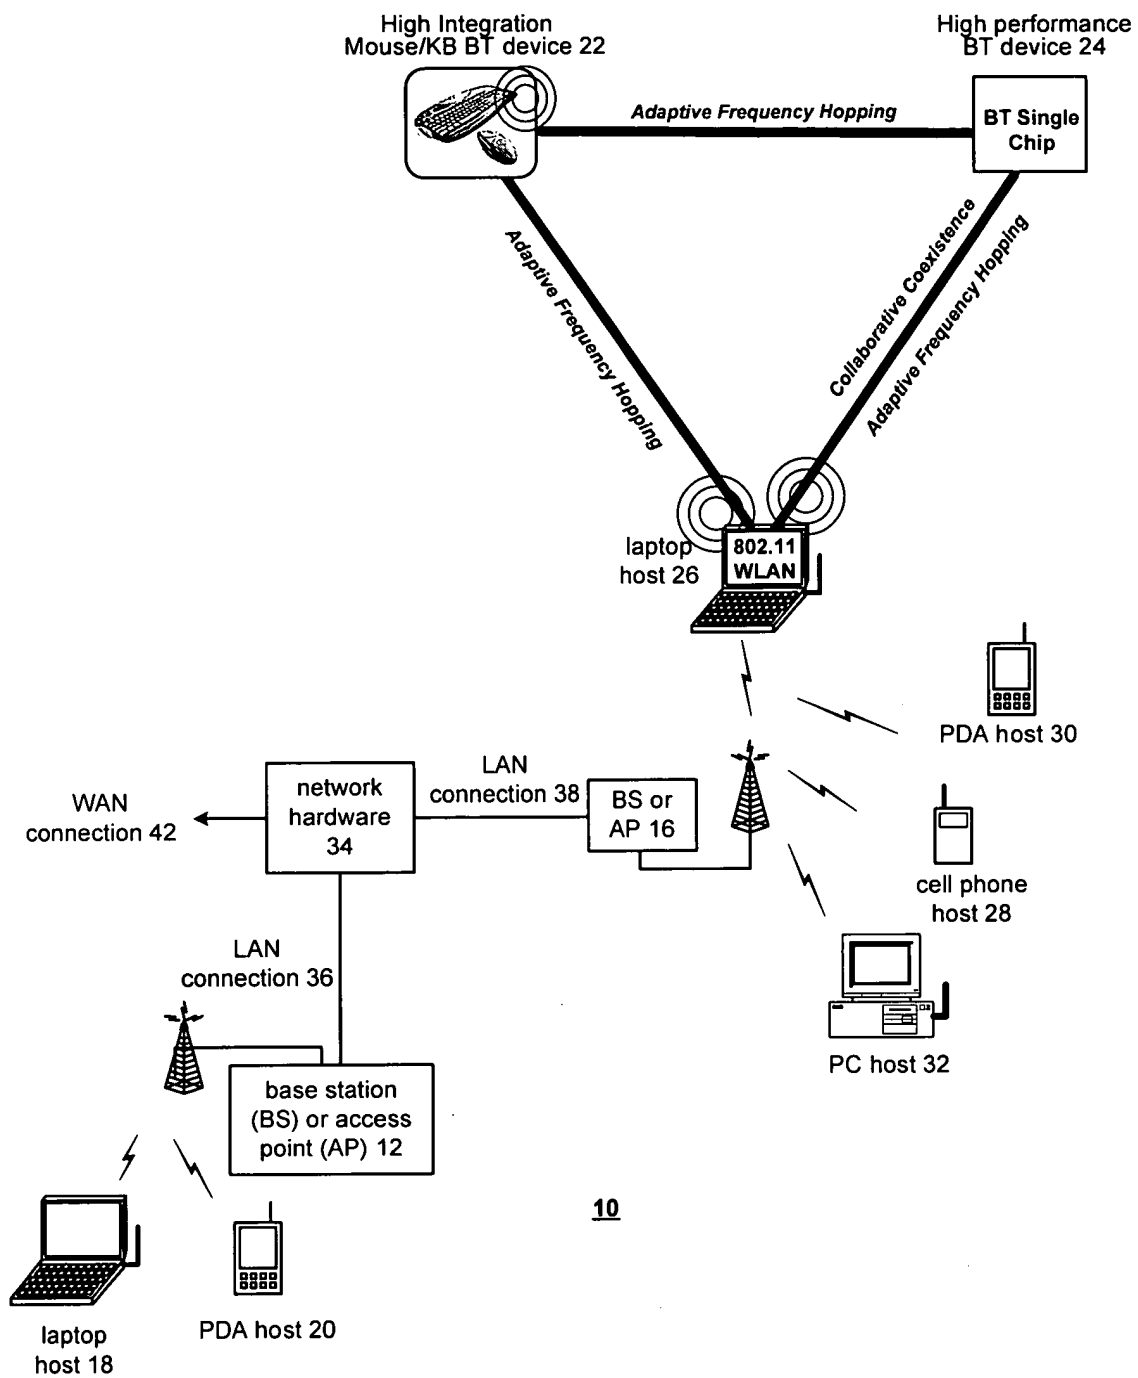 High Integration
Mouse/KB BT device 22
High performance
BT device 24
Adaptive Frequency Hopping
BT Single
Chip
Adaptive Frequency Hopping
Collaborative Coexistence
Adaptive Frequency Hopping
laptop
host 26
802.11
WLAN
PDA host 30
LAN
connection 38
network
hardware
34
WAN
connection 42
BS or
AP 16
cell phone
host 28
LAN
connection 36
PC host 32
base station
(BS) or access
point (AP) 12
10
PDA host 20
laptop
host 18